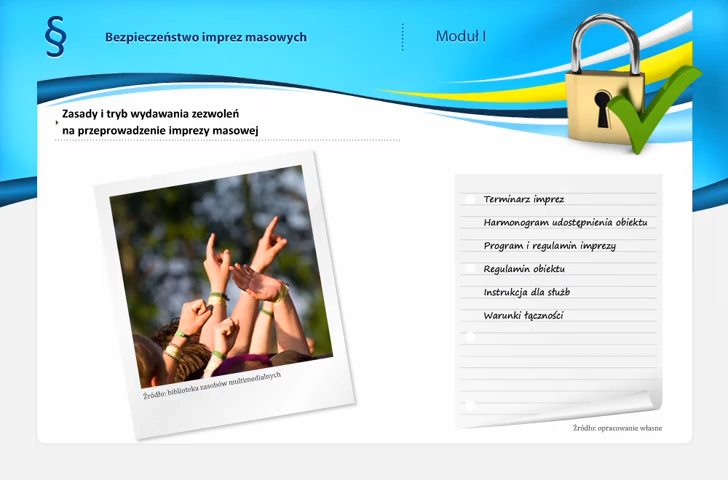 §
Bezpieczeństwo imprez masowych
Moduł I
Zasady i tryb wydawania zezwoleń
na przeprowadzenie imprezy masowej
Źródło: biblioteka zasobów multimedialnych
Terminarz imprez
Harmonogram udostępnienia obiektu
Program i regulamin imprezy
Regulamin obiektu
Instrukcja dla służb
Warunki łączności
Źródło: opracowanie własne